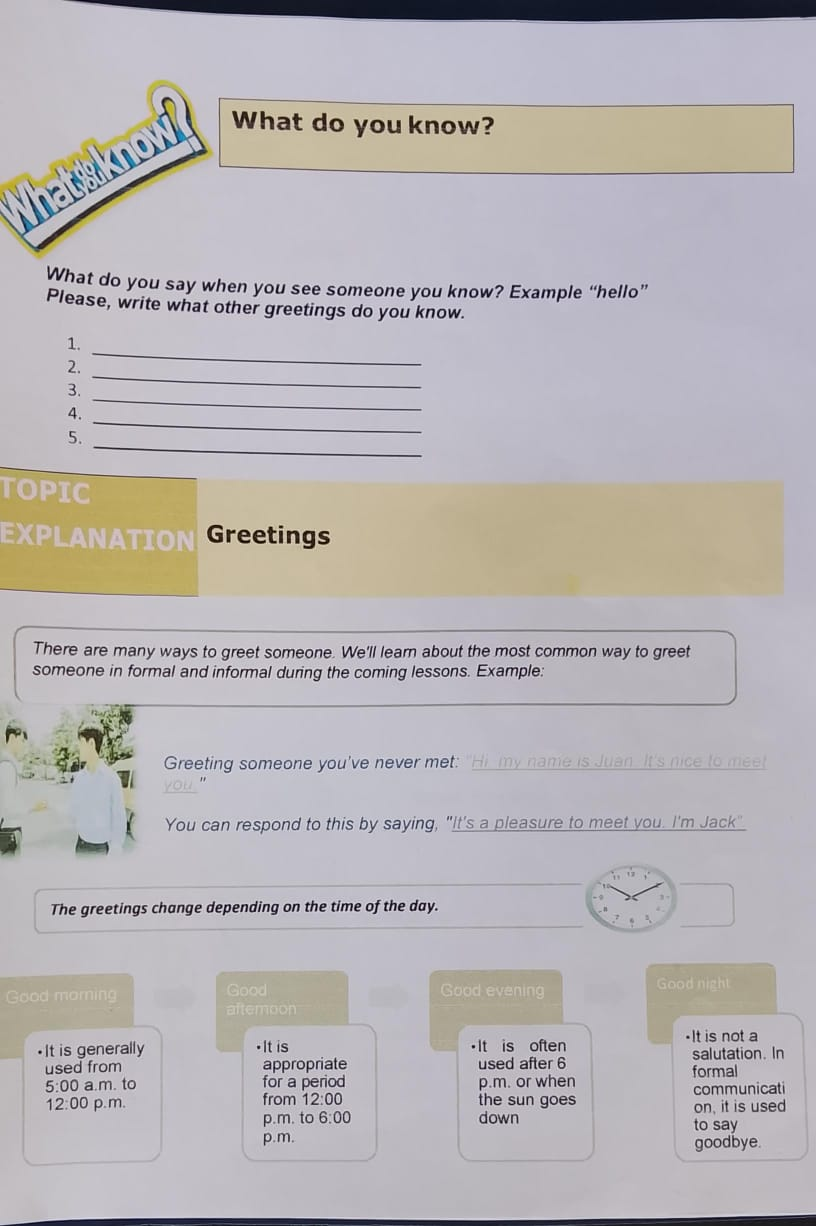 What do you know?
What do you know?
What do you say when you see someone you know? Example “hello”
Please, write what other greetings do you know.
1.
2.
3.
4.
5.
TOPIC
EXPLANATION
Greetings
There are many ways to greet someone. We'll learn about the most common way to greet
someone in formal and informal during the coming lessons. Example:
Greeting someone you've never met: "Hi, my name is Juan. It's nice to meet
you."
You can respond to this by saying, "It's a pleasure to meet you. I'm Jack"
The greetings change depending on the time of the day.
Good morning
•It is generally
used from
5:00 a.m. to
12:00 p.m.
Good
afternoon
•It is
appropriate
for a period
from 12:00
p.m. to 6:00
p.m.
Good evening
•It is often
used after 6
p.m. or when
the sun goes
down
Good night
•It is not a
salutation. In
formal
communicati
on, it is used
to say
goodbye.